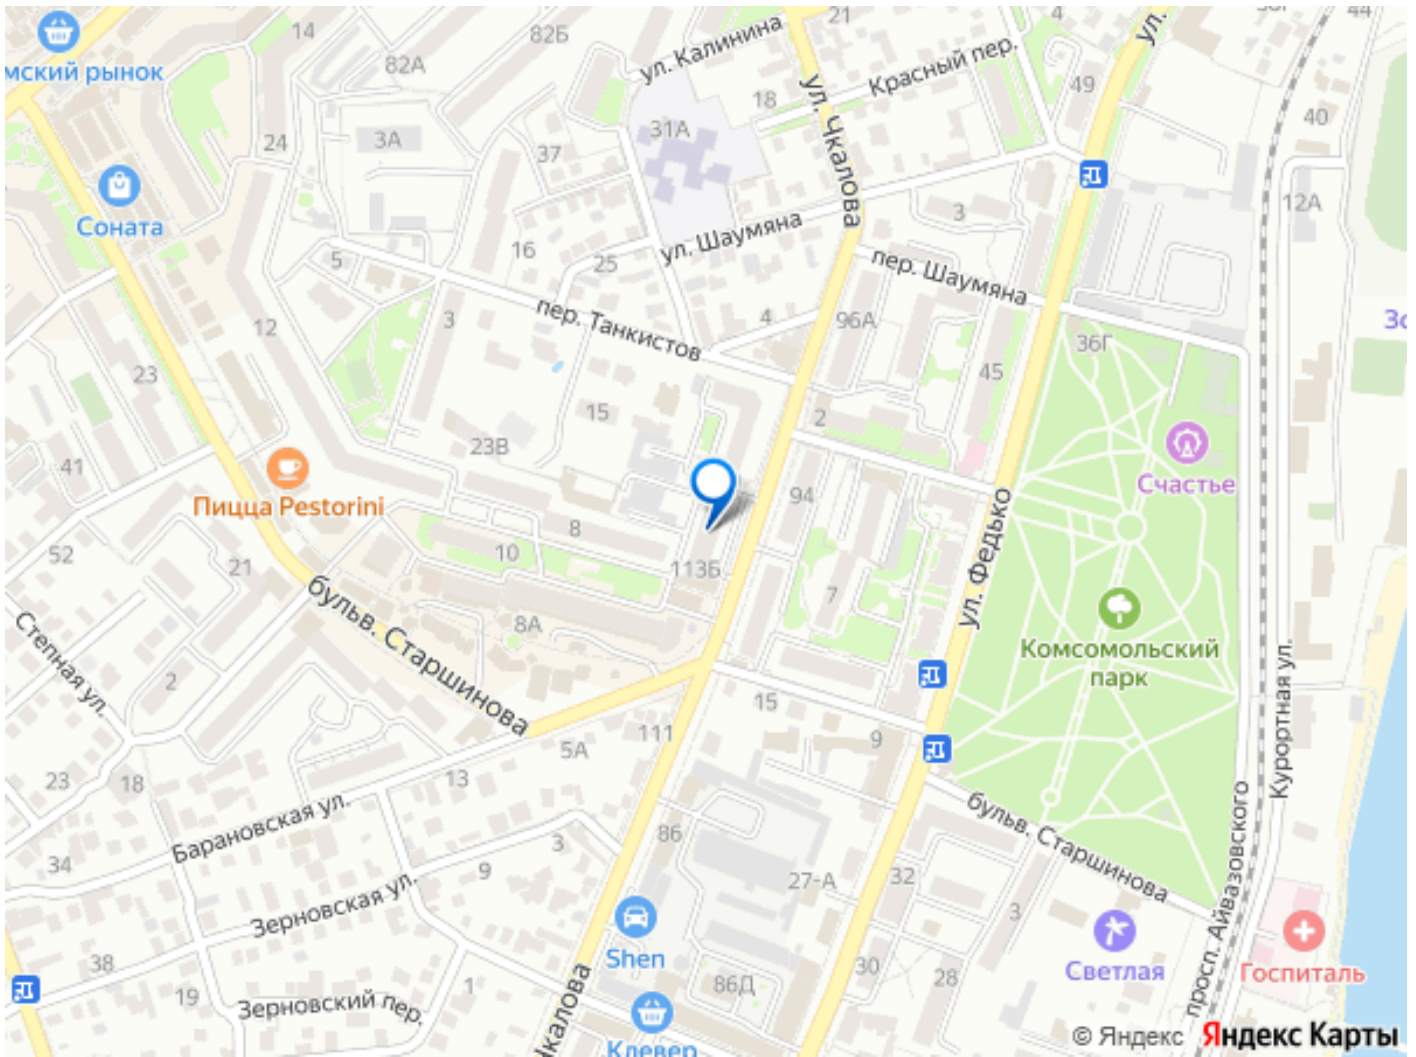 14
82Б
21
4
44
мский рынок
82А
ул. Калинина
Красный пер.
ул.
49
18
ул. Чкалова
40
24
3А
31А
37
Соната
3
12А
16
ул. Шаумяна
25
5
пер. Шаумяна
пер. Танкистов
4
96А
3
12
36Г
45
23
15
2
23В
41
Счастье
Пицца Pestorini
94
8
10
52
21
113Б
7
ул. Федько
бульв. Старшинова
8А
Комсомольский
парк
Степная ул.
2
15
111
5А
9
Курортная ул.
23
18
13
Барановская ул.
86
3
34
9
бульв. Старшинова
27-А
32
3
Зерновская ул.
просп. Айвазовского
Shen
Светлая
Госпиталь
38
19
1
30
28
86Д
Зерновский пер.
Чкалова
Клевер
© Яндекс Яндекс Карты